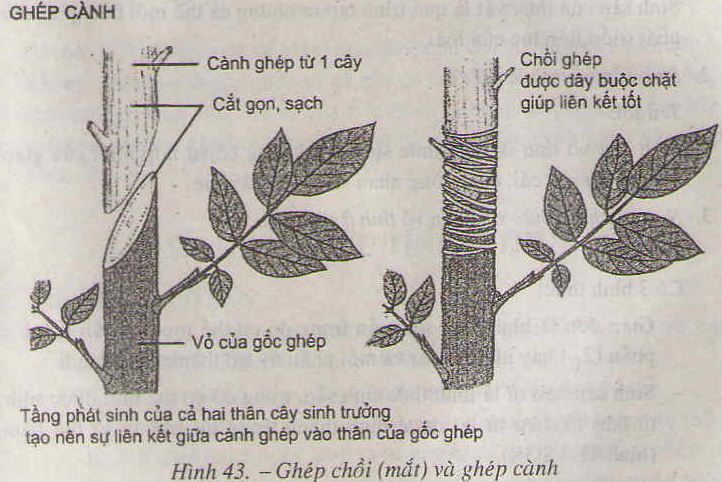 GHÉP CÀNH
Cành ghép từ 1 cây
Cắt gọn, sạch
Chồi ghép
được dây buộc chặt
giúp liên kết tốt
Vỏ của gốc ghép
Tầng phát sinh của cả hai thân cây sinh trưởng
tạo nên sự liên kết giữa cành ghép vào thân của gốc ghép
Hình 43. – Ghép chồi (mắt) và ghép cành